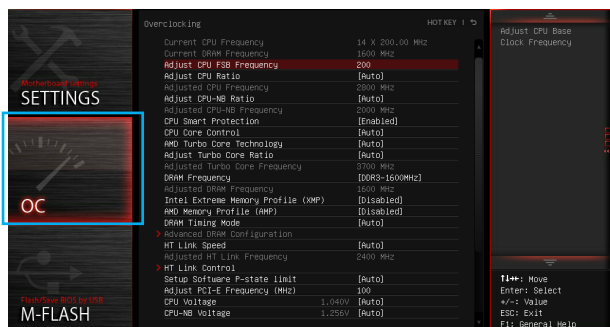 Overclocking
HOT KEY | ↰
Current CPU Frequency 14 X 200.00 MHz
Current DRAM Frequency 1600 MHz
Adjust CPU FSB Frequency 200
Adjust CPU Ratio [Auto]
Adjusted CPU Frequency 2800 MHz
Adjust CPU-NB Ratio [Auto]
Adjusted CPU-NB Frequency 2000 MHz
CPU Smart Protection [Enabled]
CPU Core Control [Auto]
AMD Turbo Core Technology [Auto]
Adjust Turbo Core Ratio [Auto]
Adjusted Turbo Core Frequency 3700 MHz
DRAM Frequency [DDR3-1600MHz]
Adjusted DRAM Frequency 1600 MHz
Intel Extreme Memory Profile (XMP) [Disabled]
AMD Memory Profile (AMP) [Disabled]
DRAM Timing Mode [Auto]
> Advanced DRAM Configuration
HT Link Speed [Auto]
Adjusted HT Link Frequency 2400 MHz
> HT Link Control
Setup Software P-state limit [Auto]
Adjust PCI-E Frequency (MHz) 100
CPU Voltage 1.040V [Auto]
CPU-NB Voltage 1.256V [Auto]
Motherboard settings
SETTINGS
OC
Flash/Save BIOS by USB
M-FLASH
Adjust CPU Base
Clock Frequency
↑↓→←: Move
Enter: Select
+/-: Value
ESC: Exit
F1: General Help